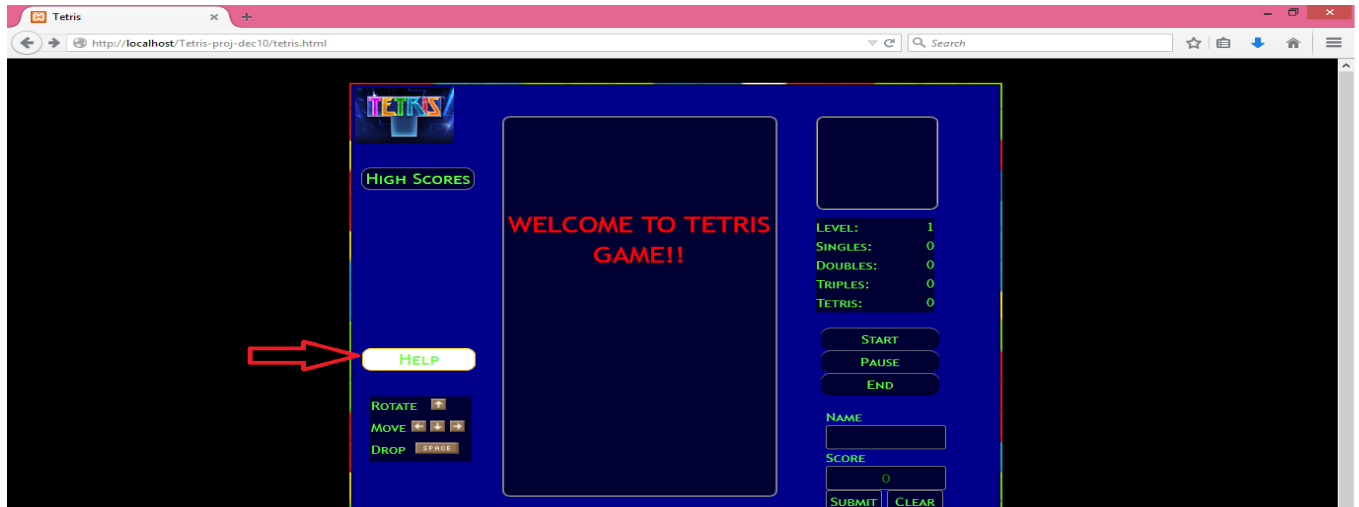 Tetris
http://localhost/Tetris-proj-dec10/tetris.html
Search
TETRIS
HIGH SCORES
WELCOME TO TETRIS
GAME!!
LEVEL: 1
SINGLES: 0
DOUBLES: 0
TRIPLES: 0
TETRIS: 0
START
PAUSE
END
HELP
ROTATE
MOVE
DROP SPACE
NAME
SCORE
0
SUBMIT CLEAR